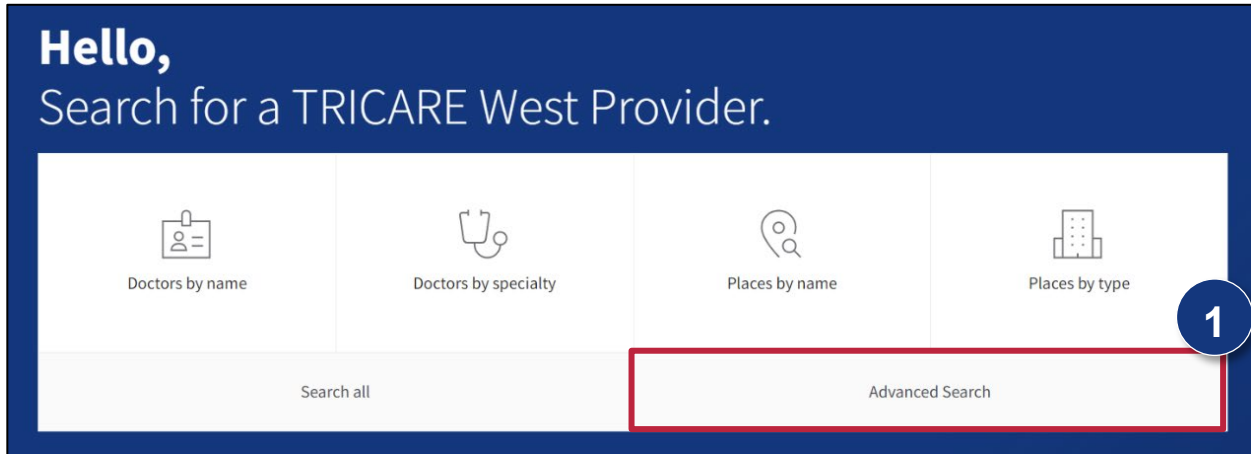 Hello,
Search for a TRICARE West Provider.
Doctors by name
Doctors by specialty
Places by name
Places by type
1
Search all
Advanced Search